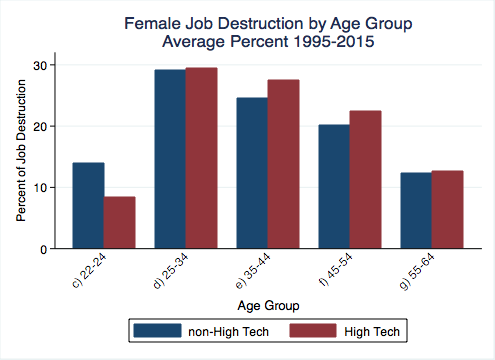 Female Job Destruction by Age Group
Average Percent 1995-2015
Percent of Job Destruction
30
20
10
0
c) 22-24
d) 25-34
e) 35-44
f) 45-54
g) 55-64
Age Group
non-High Tech
High Tech